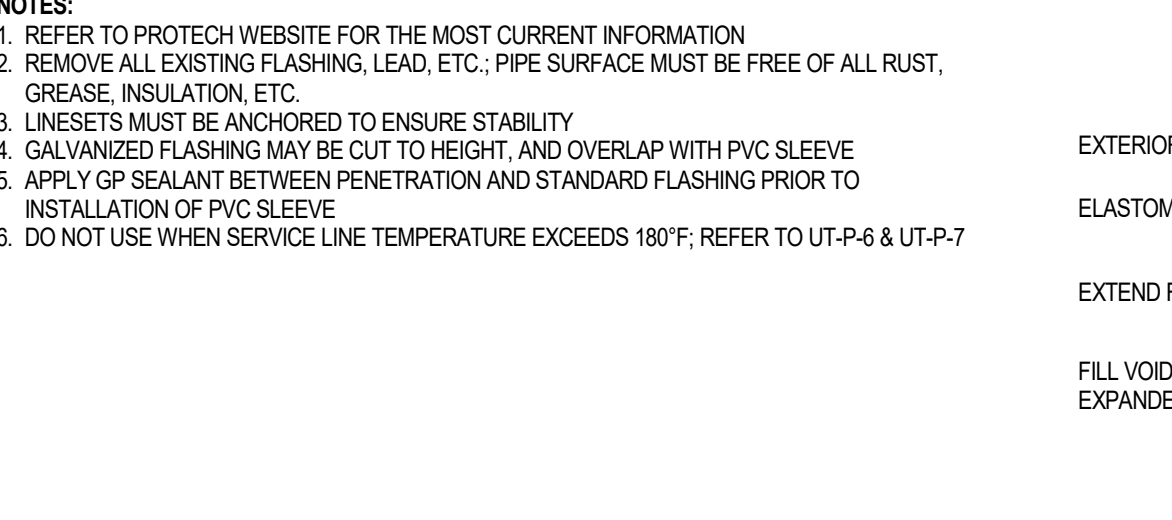 NOTES:
1. REFER TO PROTECH WEBSITE FOR THE MOST CURRENT INFORMATION
2. REMOVE ALL EXISTING FLASHING, LEAD, ETC.; PIPE SURFACE MUST BE FREE OF ALL RUST,
GREASE, INSULATION, ETC.
3. LINESETS MUST BE ANCHORED TO ENSURE STABILITY
4. GALVANIZED FLASHING MAY BE CUT TO HEIGHT, AND OVERLAP WITH PVC SLEEVE
5. APPLY GP SEALANT BETWEEN PENETRATION AND STANDARD FLASHING PRIOR TO
INSTALLATION OF PVC SLEEVE
6. DO NOT USE WHEN SERVICE LINE TEMPERATURE EXCEEDS 180°F; REFER TO UT-P-6 & UT-P-7
EXTERIOR
ELASTOM
EXTEND
FILL VOID
EXPANDE